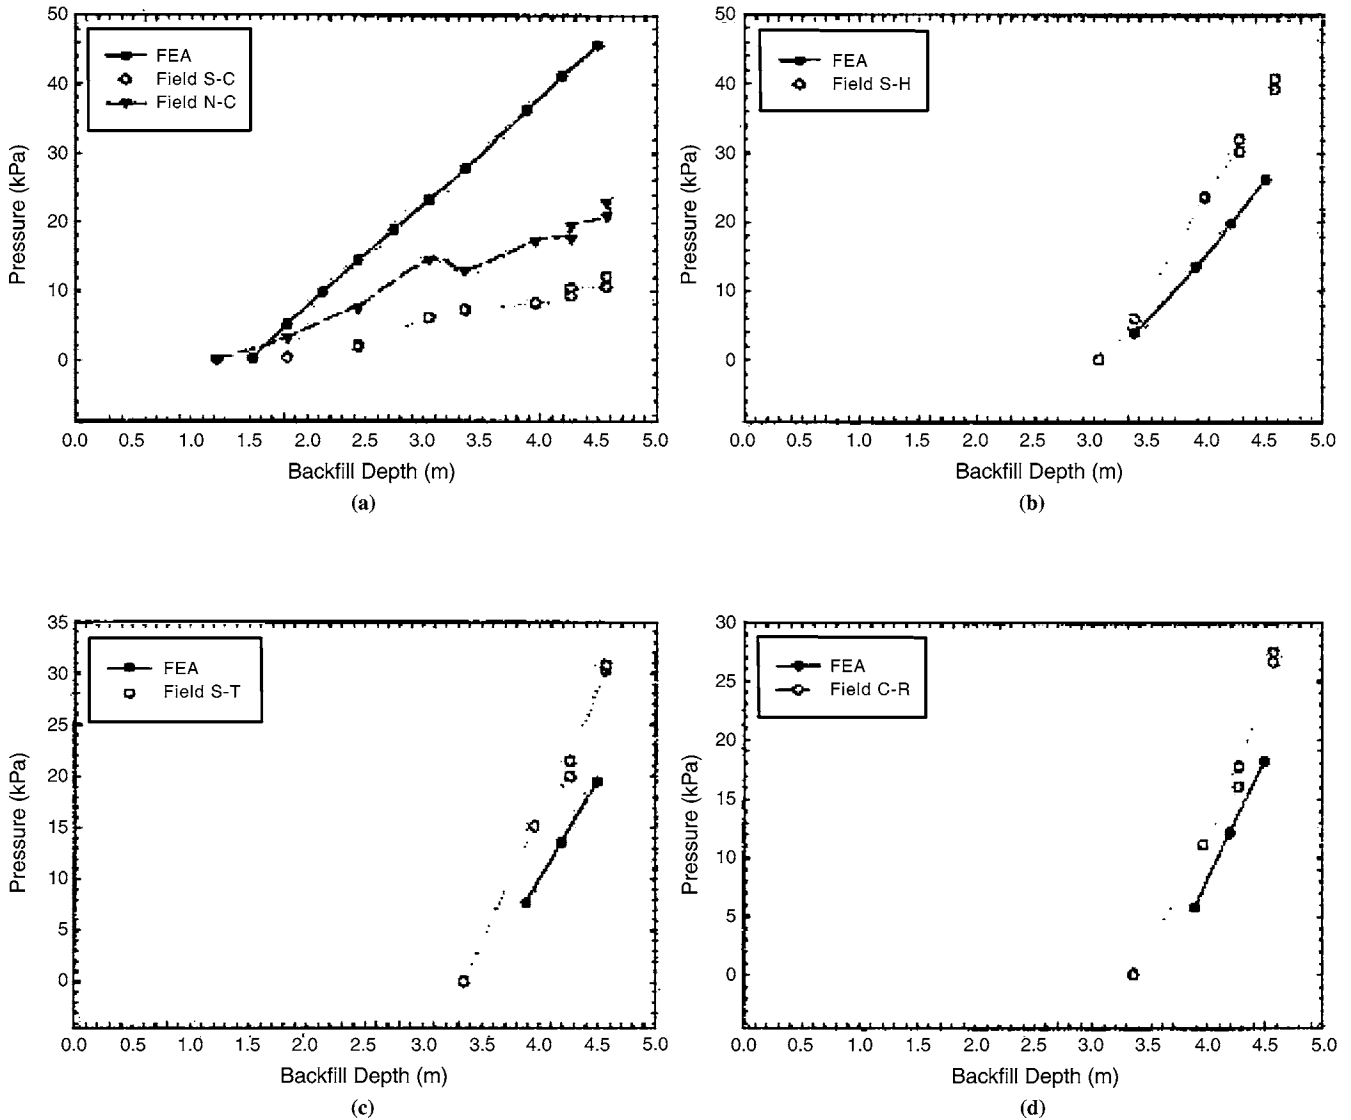 50
40
30
20
10
0
Pressure (kPa)
FEA
Field S-C
Field N-C
0.0 0.5 1.0 1.5 2.0 2.5 3.0 3.5 4.0 4.5 5.0
Backfill Depth (m)
(a)
50
40
30
20
10
0
Pressure (kPa)
FEA
Field S-H
0.0 0.5 1.0 1.5 2.0 2.5 3.0 3.5 4.0 4.5 5.0
Backfill Depth (m)
(b)
35
30
25
20
15
10
5
0
Pressure (kPa)
FEA
Field S-T
0.0 0.5 1.0 1.5 2.0 2.5 3.0 3.5 4.0 4.5 5.0
Backfill Depth (m)
(c)
30
25
20
15
10
5
0
Pressure (kPa)
FEA
Field C-R
0.0 0.5 1.0 1.5 2.0 2.5 3.0 3.5 4.0 4.5 5.0
Backfill Depth (m)
(d)